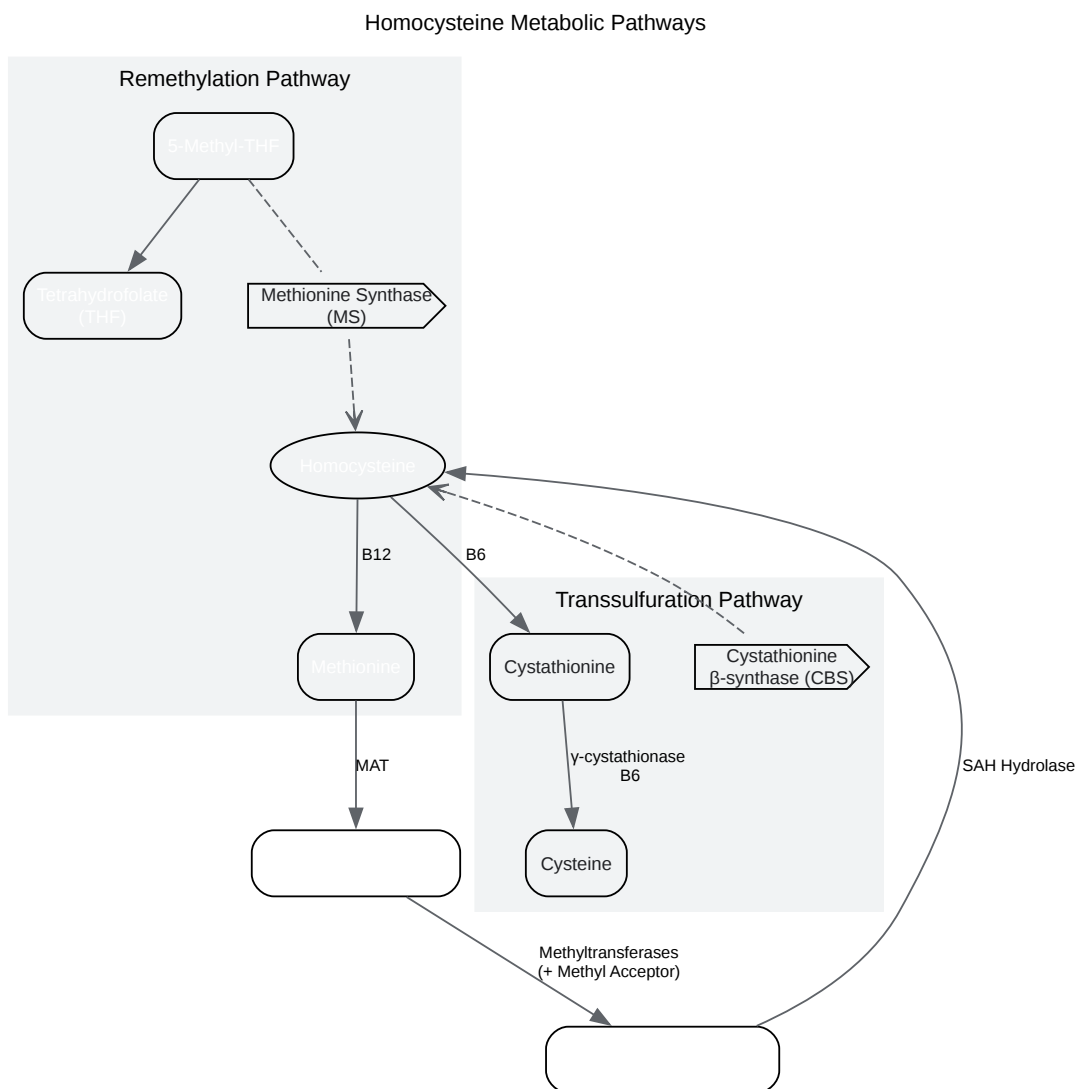 Homocysteine Metabolic Pathways
Remethylation Pathway
5-Methyl-THF
Tetrahydrofolate
(THF)
Methionine Synthase
(MS)
Homocysteine
B12
B6
Transsulfuration Pathway
Methionine
Cystathionine
Cystathionine
β-synthase (CBS)
MAT
γ-cystathionase
B6
SAH Hydrolase
Cysteine
Methyltransferases
(+ Methyl Acceptor)